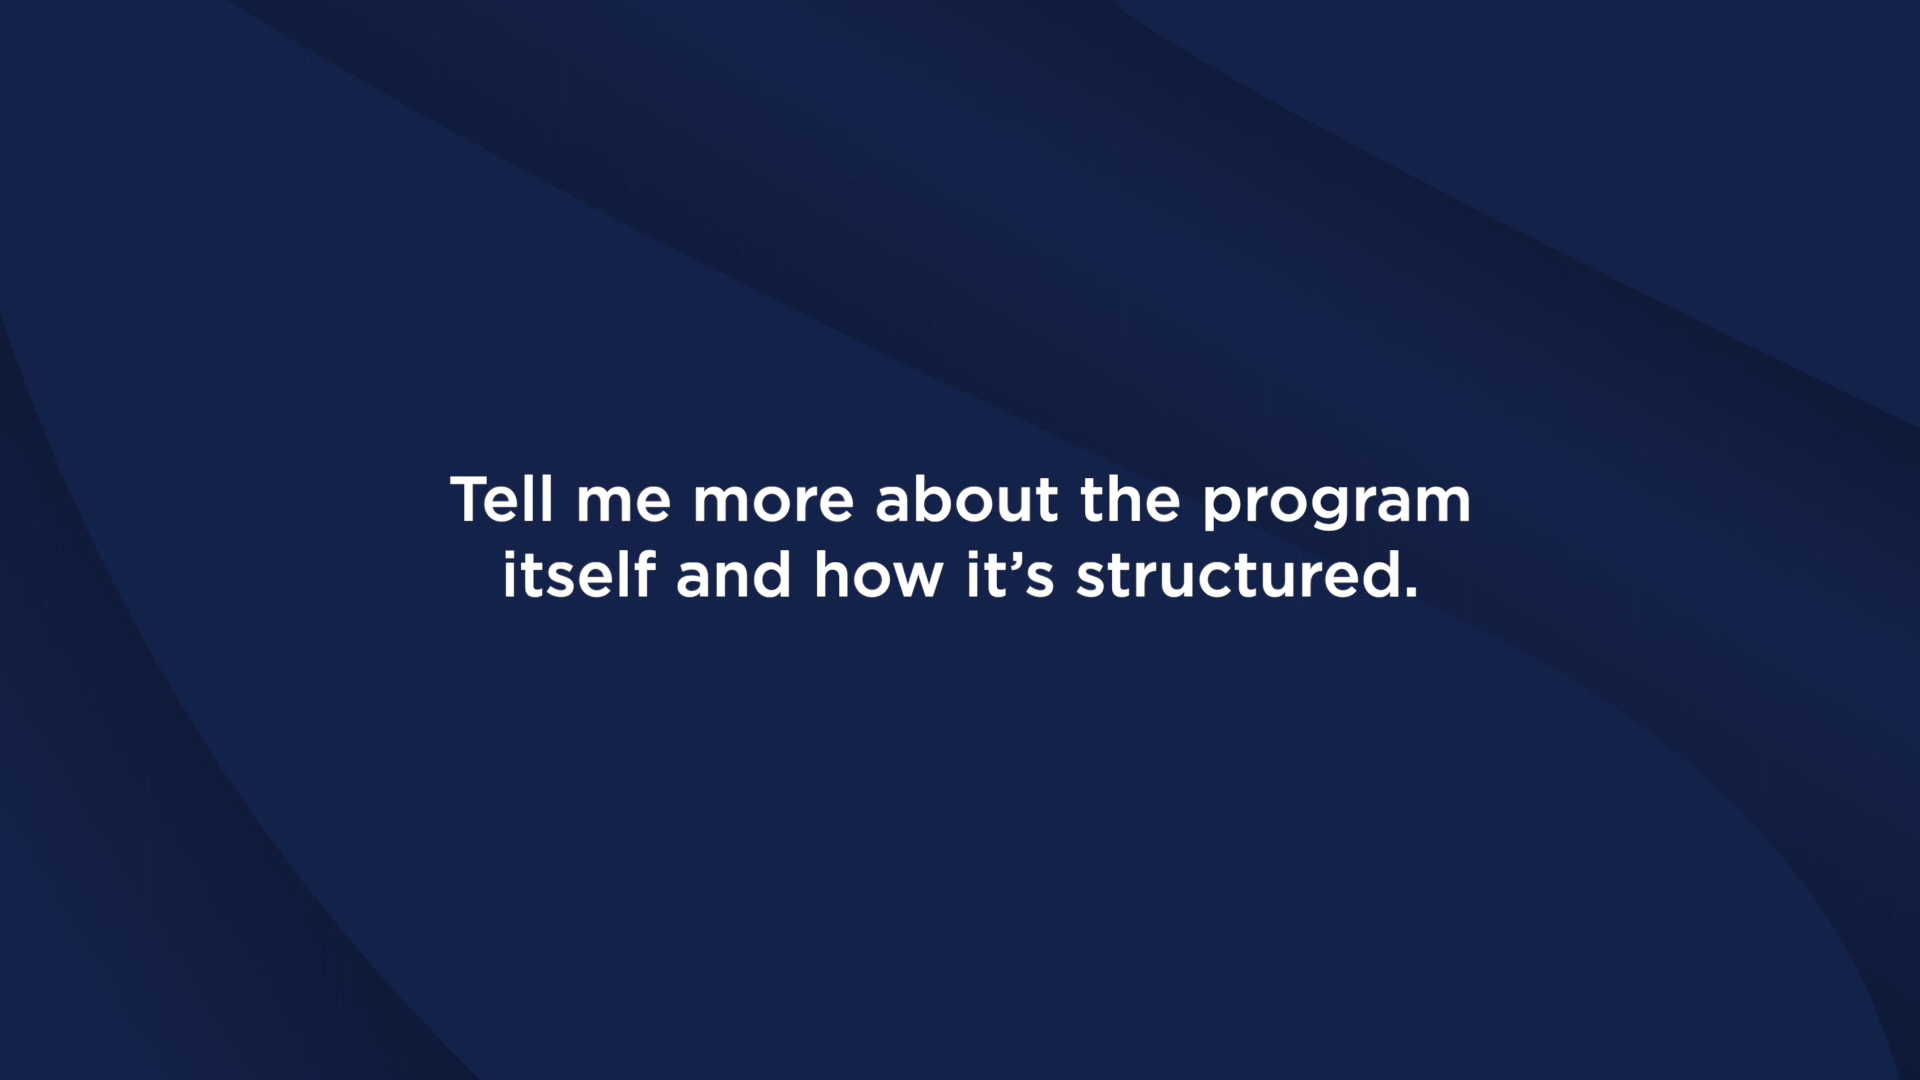 Tell me more about the program
itself and how it’s structured.